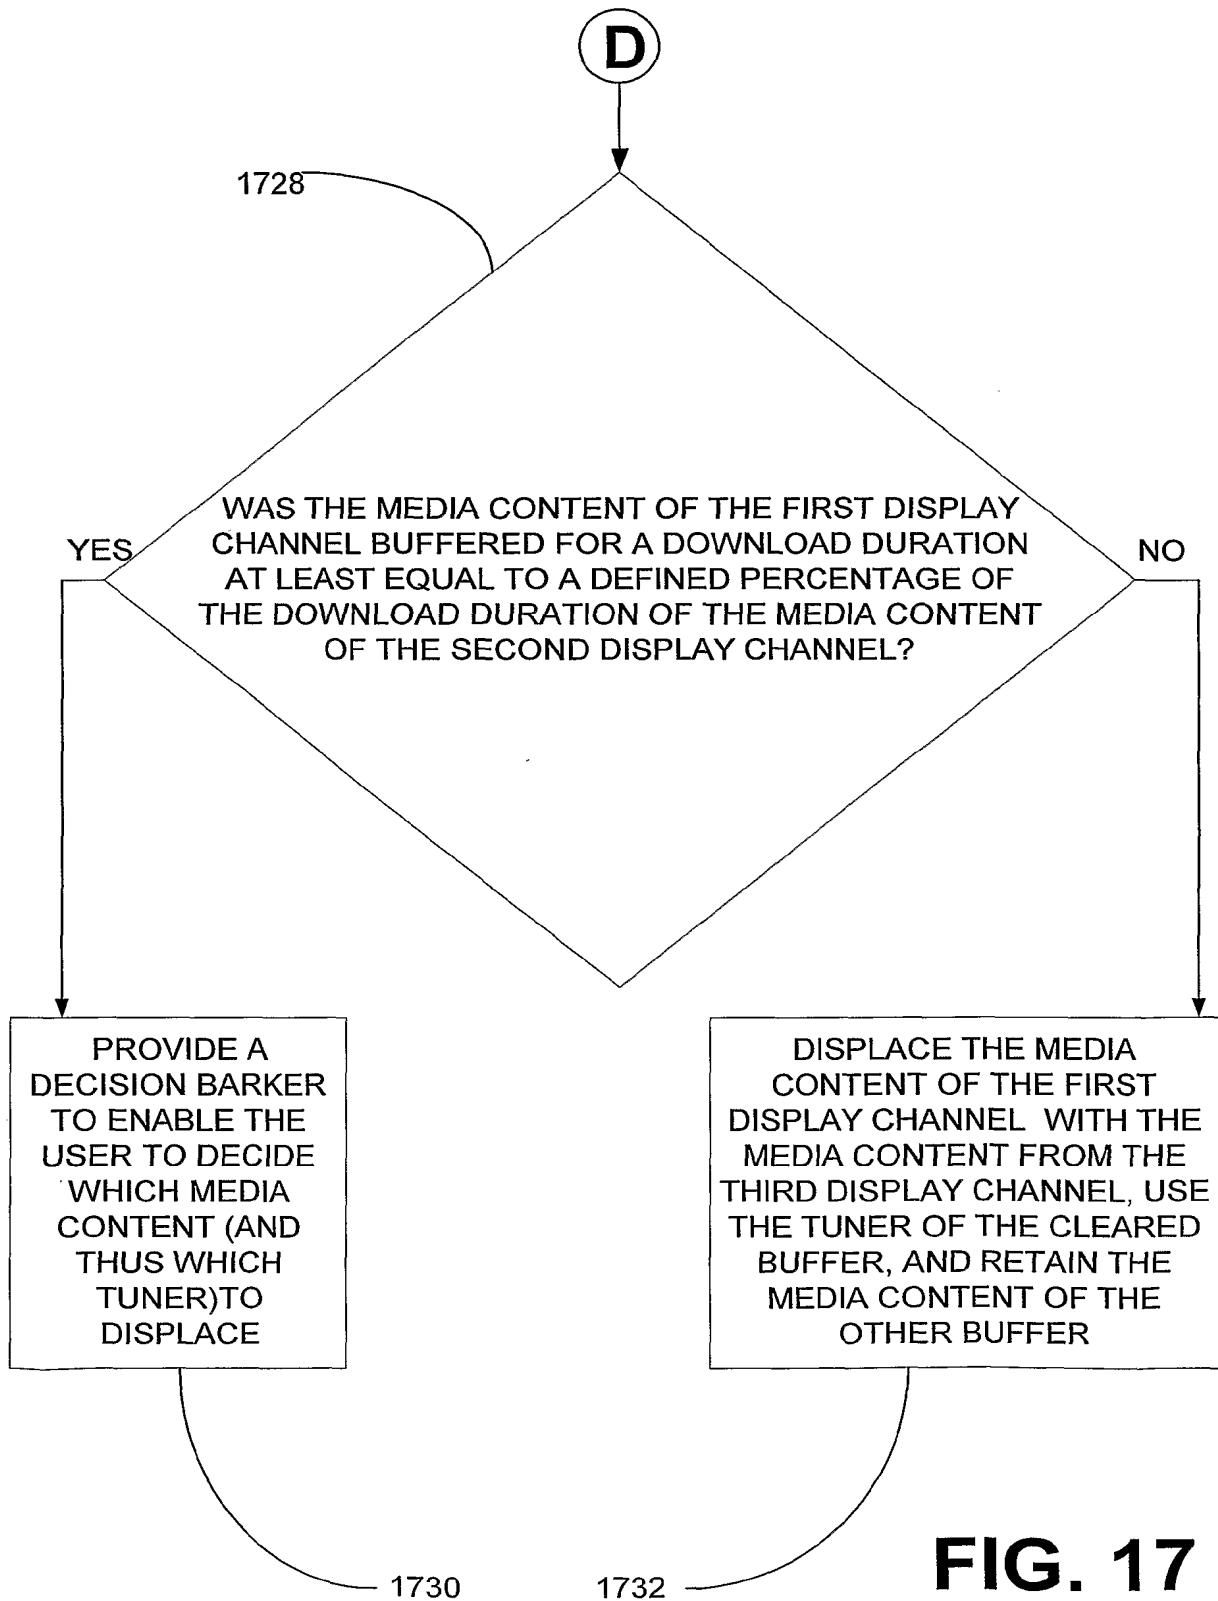 D
1728
WAS THE MEDIA CONTENT OF THE FIRST DISPLAY
CHANNEL BUFFERED FOR A DOWNLOAD DURATION
AT LEAST EQUAL TO A DEFINED PERCENTAGE OF
THE DOWNLOAD DURATION OF THE MEDIA CONTENT
OF THE SECOND DISPLAY CHANNEL?
YES
NO
PROVIDE A
DECISION BARKER
TO ENABLE THE
USER TO DECIDE
WHICH MEDIA
CONTENT (AND
THUS WHICH
TUNER)TO
DISPLACE
DISPLACE THE MEDIA
CONTENT OF THE FIRST
DISPLAY CHANNEL WITH THE
MEDIA CONTENT FROM THE
THIRD DISPLAY CHANNEL, USE
THE TUNER OF THE CLEARED
BUFFER, AND RETAIN THE
MEDIA CONTENT OF THE
OTHER BUFFER
1730
1732
FIG. 17